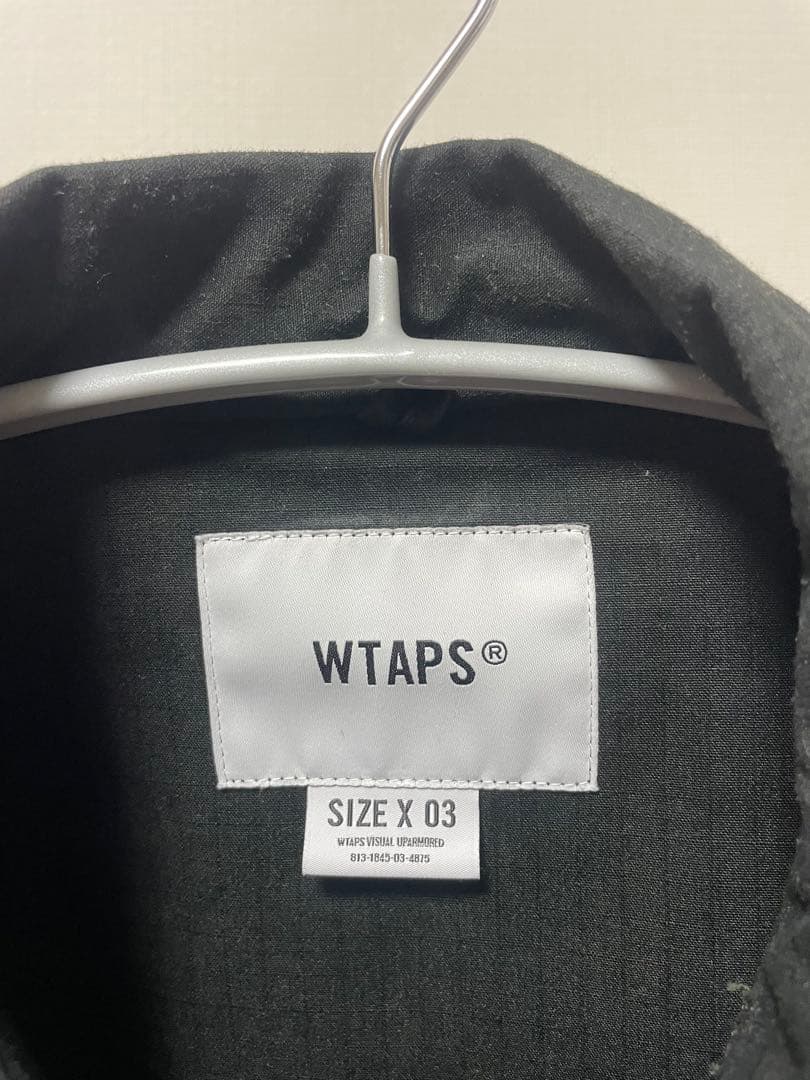 WTAPS®
SIZE X 03
WTAPS VISUAL UPARMORED
813-1845-03-4875